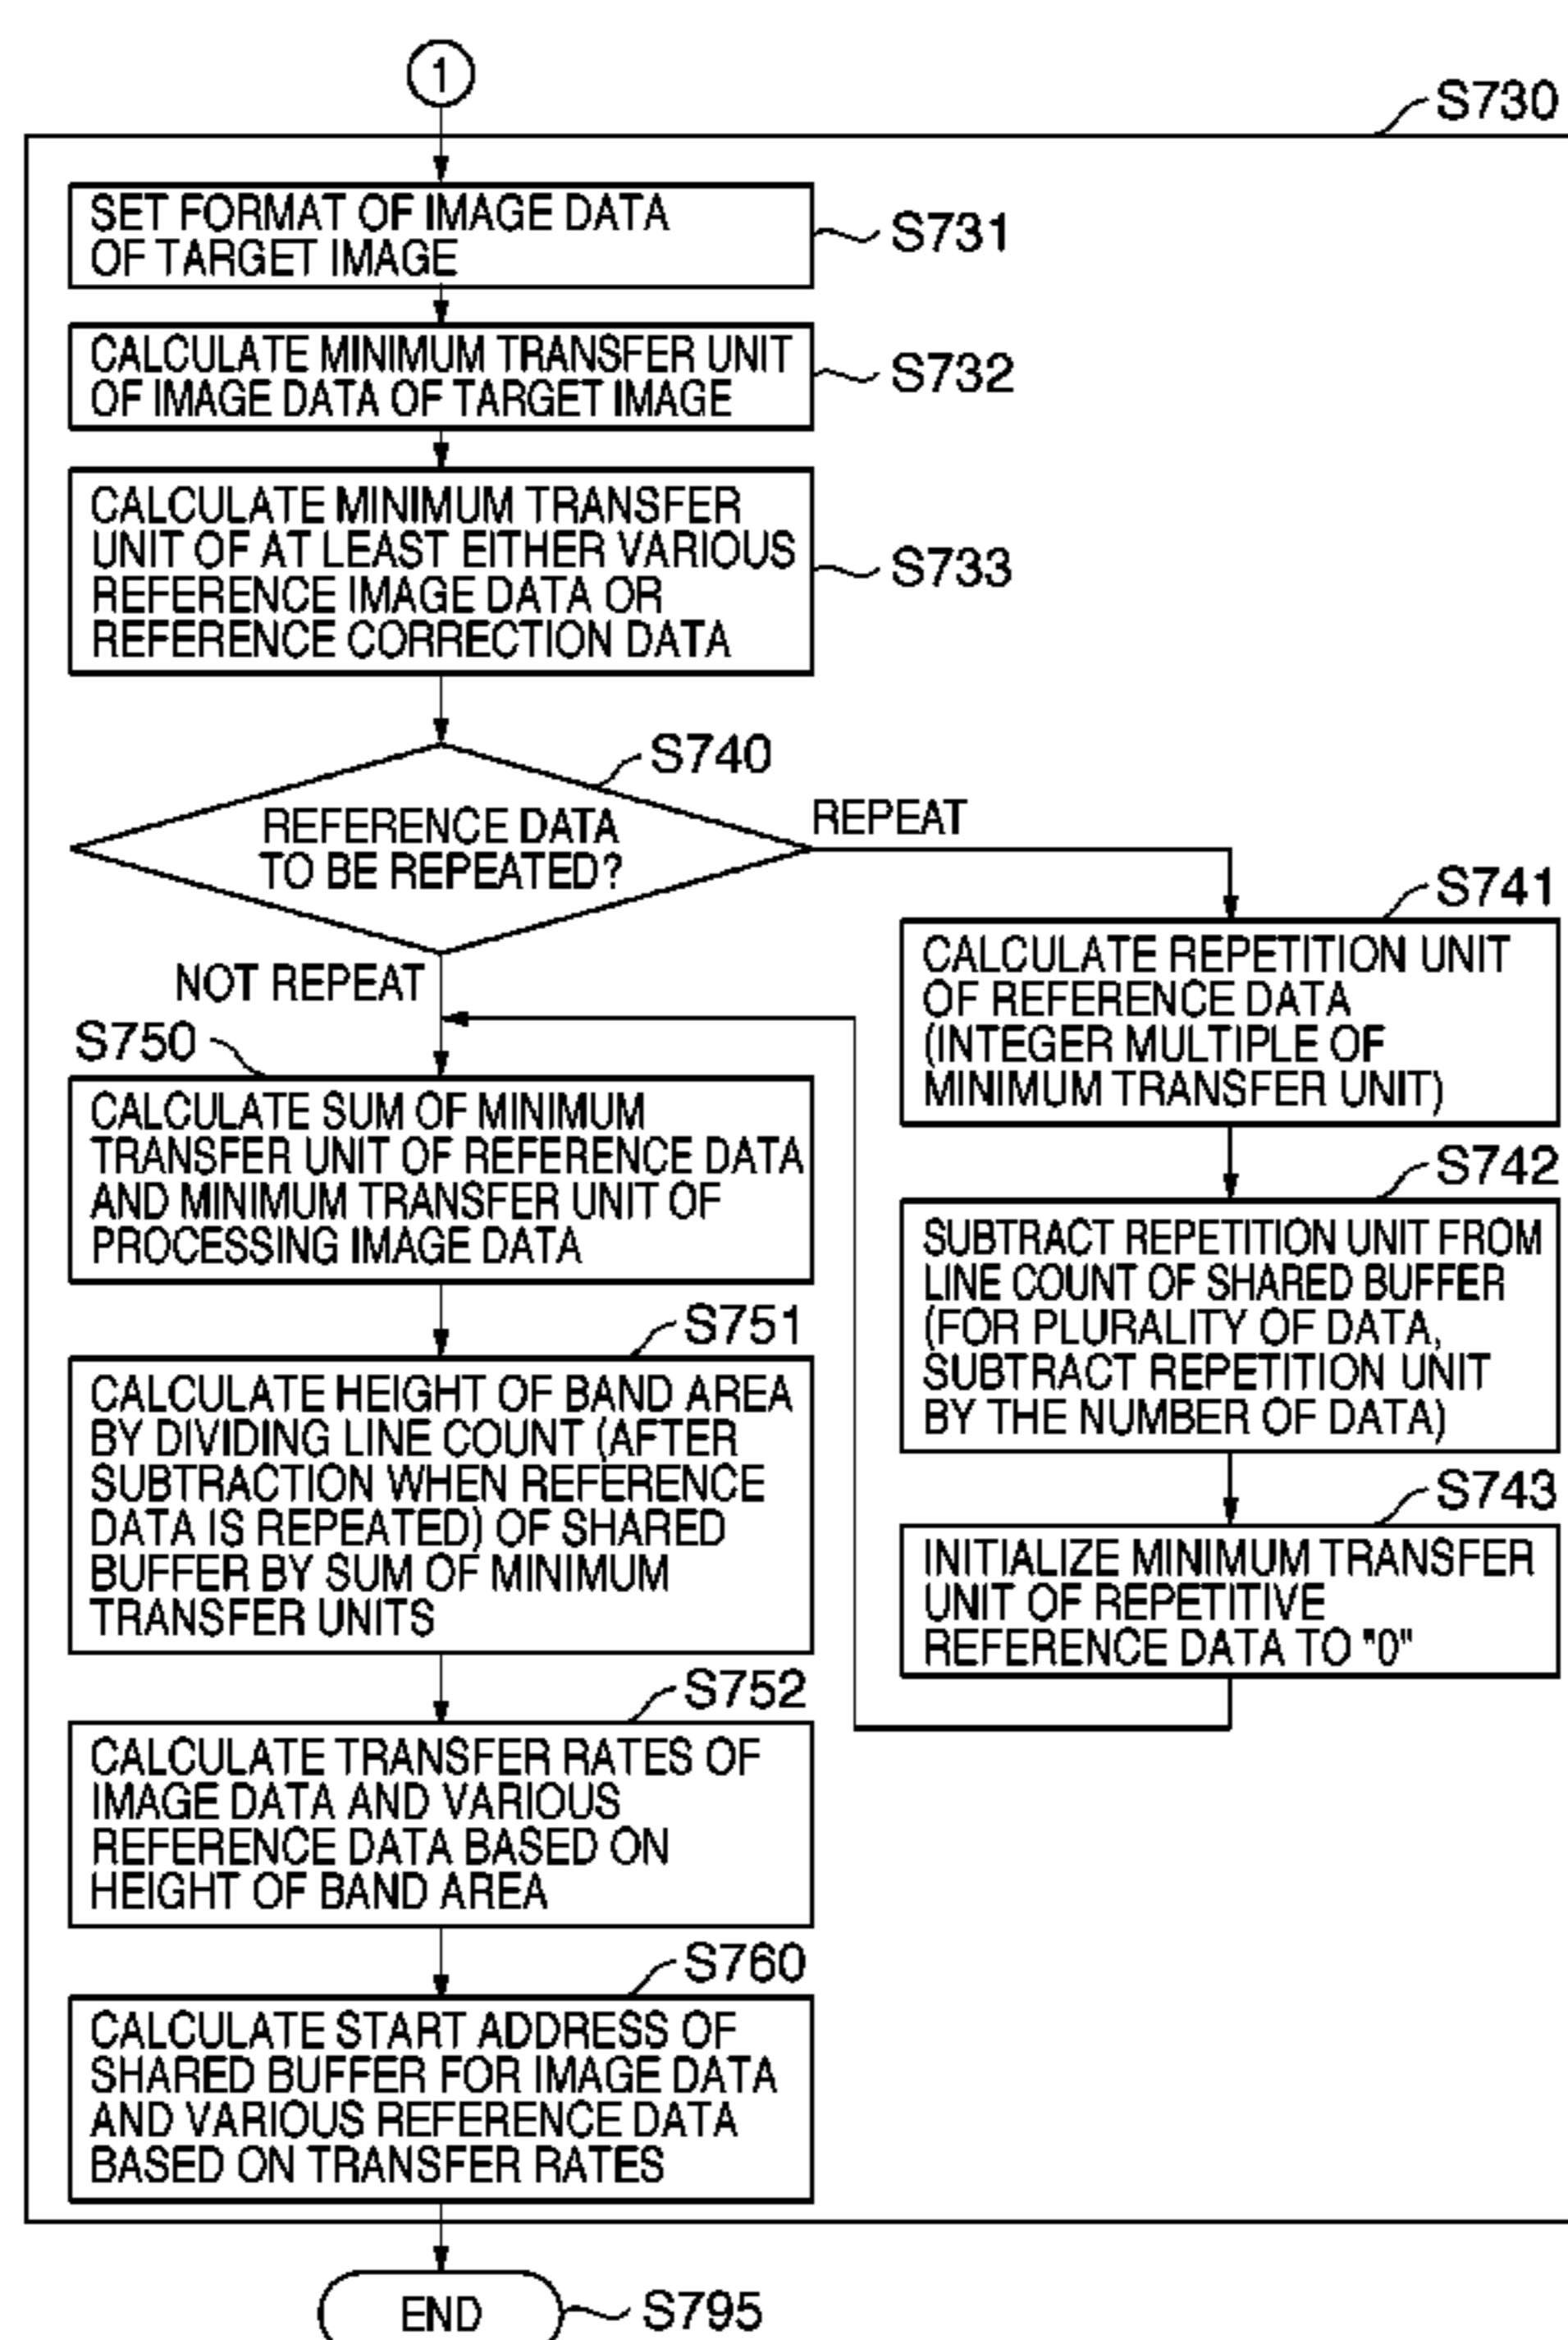 1
S730
SET FORMAT OF IMAGE DATA
OF TARGET IMAGE
S731
CALCULATE MINIMUM TRANSFER UNIT
OF IMAGE DATA OF TARGET IMAGE
S732
CALCULATE MINIMUM TRANSFER
UNIT OF AT LEAST EITHER VARIOUS
REFERENCE IMAGE DATA OR
REFERENCE CORRECTION DATA
S733
S740
REFERENCE DATA
TO BE REPEATED?
REPEAT
NOT REPEAT
S741
CALCULATE REPETITION UNIT
OF REFERENCE DATA
(INTEGER MULTIPLE OF
MINIMUM TRANSFER UNIT)
S742
SUBTRACT REPETITION UNIT FROM
LINE COUNT OF SHARED BUFFER
(FOR PLURALITY OF DATA,
SUBTRACT REPETITION UNIT
BY THE NUMBER OF DATA)
S743
INITIALIZE MINIMUM TRANSFER
UNIT OF REPETITIVE
REFERENCE DATA TO "0"
S750
CALCULATE SUM OF MINIMUM
TRANSFER UNIT OF REFERENCE DATA
AND MINIMUM TRANSFER UNIT OF
PROCESSING IMAGE DATA
S751
CALCULATE HEIGHT OF BAND AREA
BY DIVIDING LINE COUNT (AFTER
SUBTRACTION WHEN REFERENCE
DATA IS REPEATED) OF SHARED
BUFFER BY SUM OF MINIMUM
TRANSFER UNITS
S752
CALCULATE TRANSFER RATES OF
IMAGE DATA AND VARIOUS
REFERENCE DATA BASED ON
HEIGHT OF BAND AREA
S760
CALCULATE START ADDRESS OF
SHARED BUFFER FOR IMAGE DATA
AND VARIOUS REFERENCE DATA
BASED ON TRANSFER RATES
END
S795